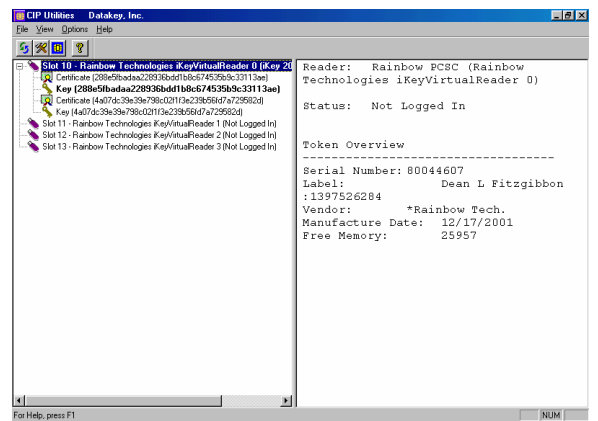 CIP Utilities    Datakey, Inc.
File View Options Help
Slot 10 - Rainbow Technologies iKeyVirtualReader 0 (iKey 20
Certificate (288e5fbadaa228936bdd1b8c674535b9c33113ae)
Key (288e5fbadaa228936bdd1b8c674535b9c33113ae)
Certificate (4a07dc39e39e798c02f1f3e239b56fd7a729582d)
Key (4a07dc39e39e798c02f1f3e239b56fd7a729582d)
Slot 11 - Rainbow Technologies iKeyVirtualReader 1 (Not Logged In)
Slot 12 - Rainbow Technologies iKeyVirtualReader 2 (Not Logged In)
Slot 13 - Rainbow Technologies iKeyVirtualReader 3 (Not Logged In)
Reader: Rainbow PCSC (Rainbow
Technologies iKeyVirtualReader 0)
Status: Not Logged In
Token Overview
-----------------------------------
Serial Number: 80044607
Label: Dean L Fitzgibbon
:1397526284
Vendor: *Rainbow Tech.
Manufacture Date: 12/17/2001
Free Memory: 25957
For Help, press F1
NUM